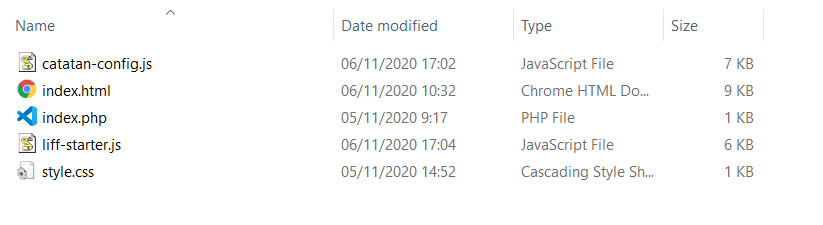 Name Date modified Type Size
catatan-config.js 06/11/2020 17:02 JavaScript File 7 KB
index.html 06/11/2020 10:32 Chrome HTML Do... 9 KB
index.php 05/11/2020 9:17 PHP File 1 KB
liff-starter.js 06/11/2020 17:04 JavaScript File 6 KB
style.css 05/11/2020 14:52 Cascading Style Sh... 1 KB